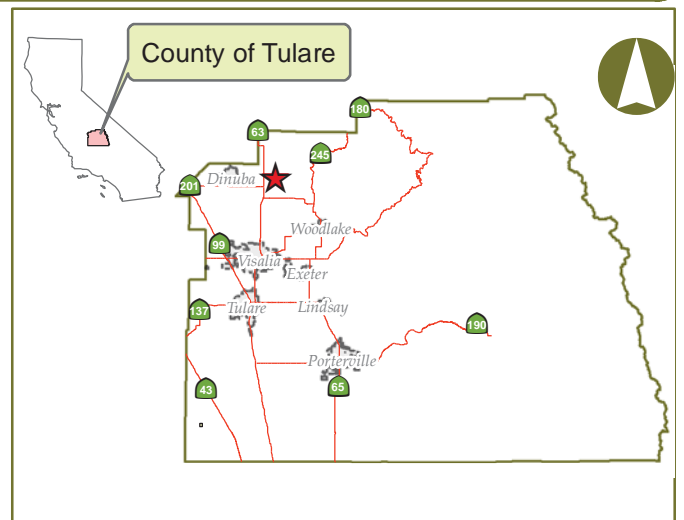 County of Tulare
180
63
245
Dinuba
201
Woodlake
99
Visalia
Exeter
137
Tulare
Lindsay
190
Porterville
43
65